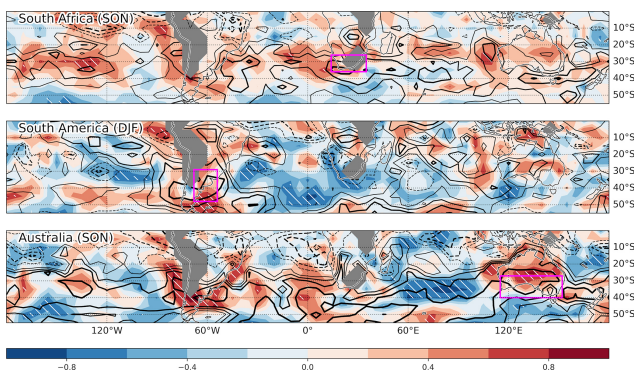 South Africa (SON)
10°S
20°S
30°S
40°S
50°S
South America (DJF)
10°S
20°S
30°S
40°S
50°S
Australia (SON)
10°S
20°S
30°S
40°S
50°S
120°W 60°W 0° 60°E 120°E
−0.8 −0.4 0.0 0.4 0.8